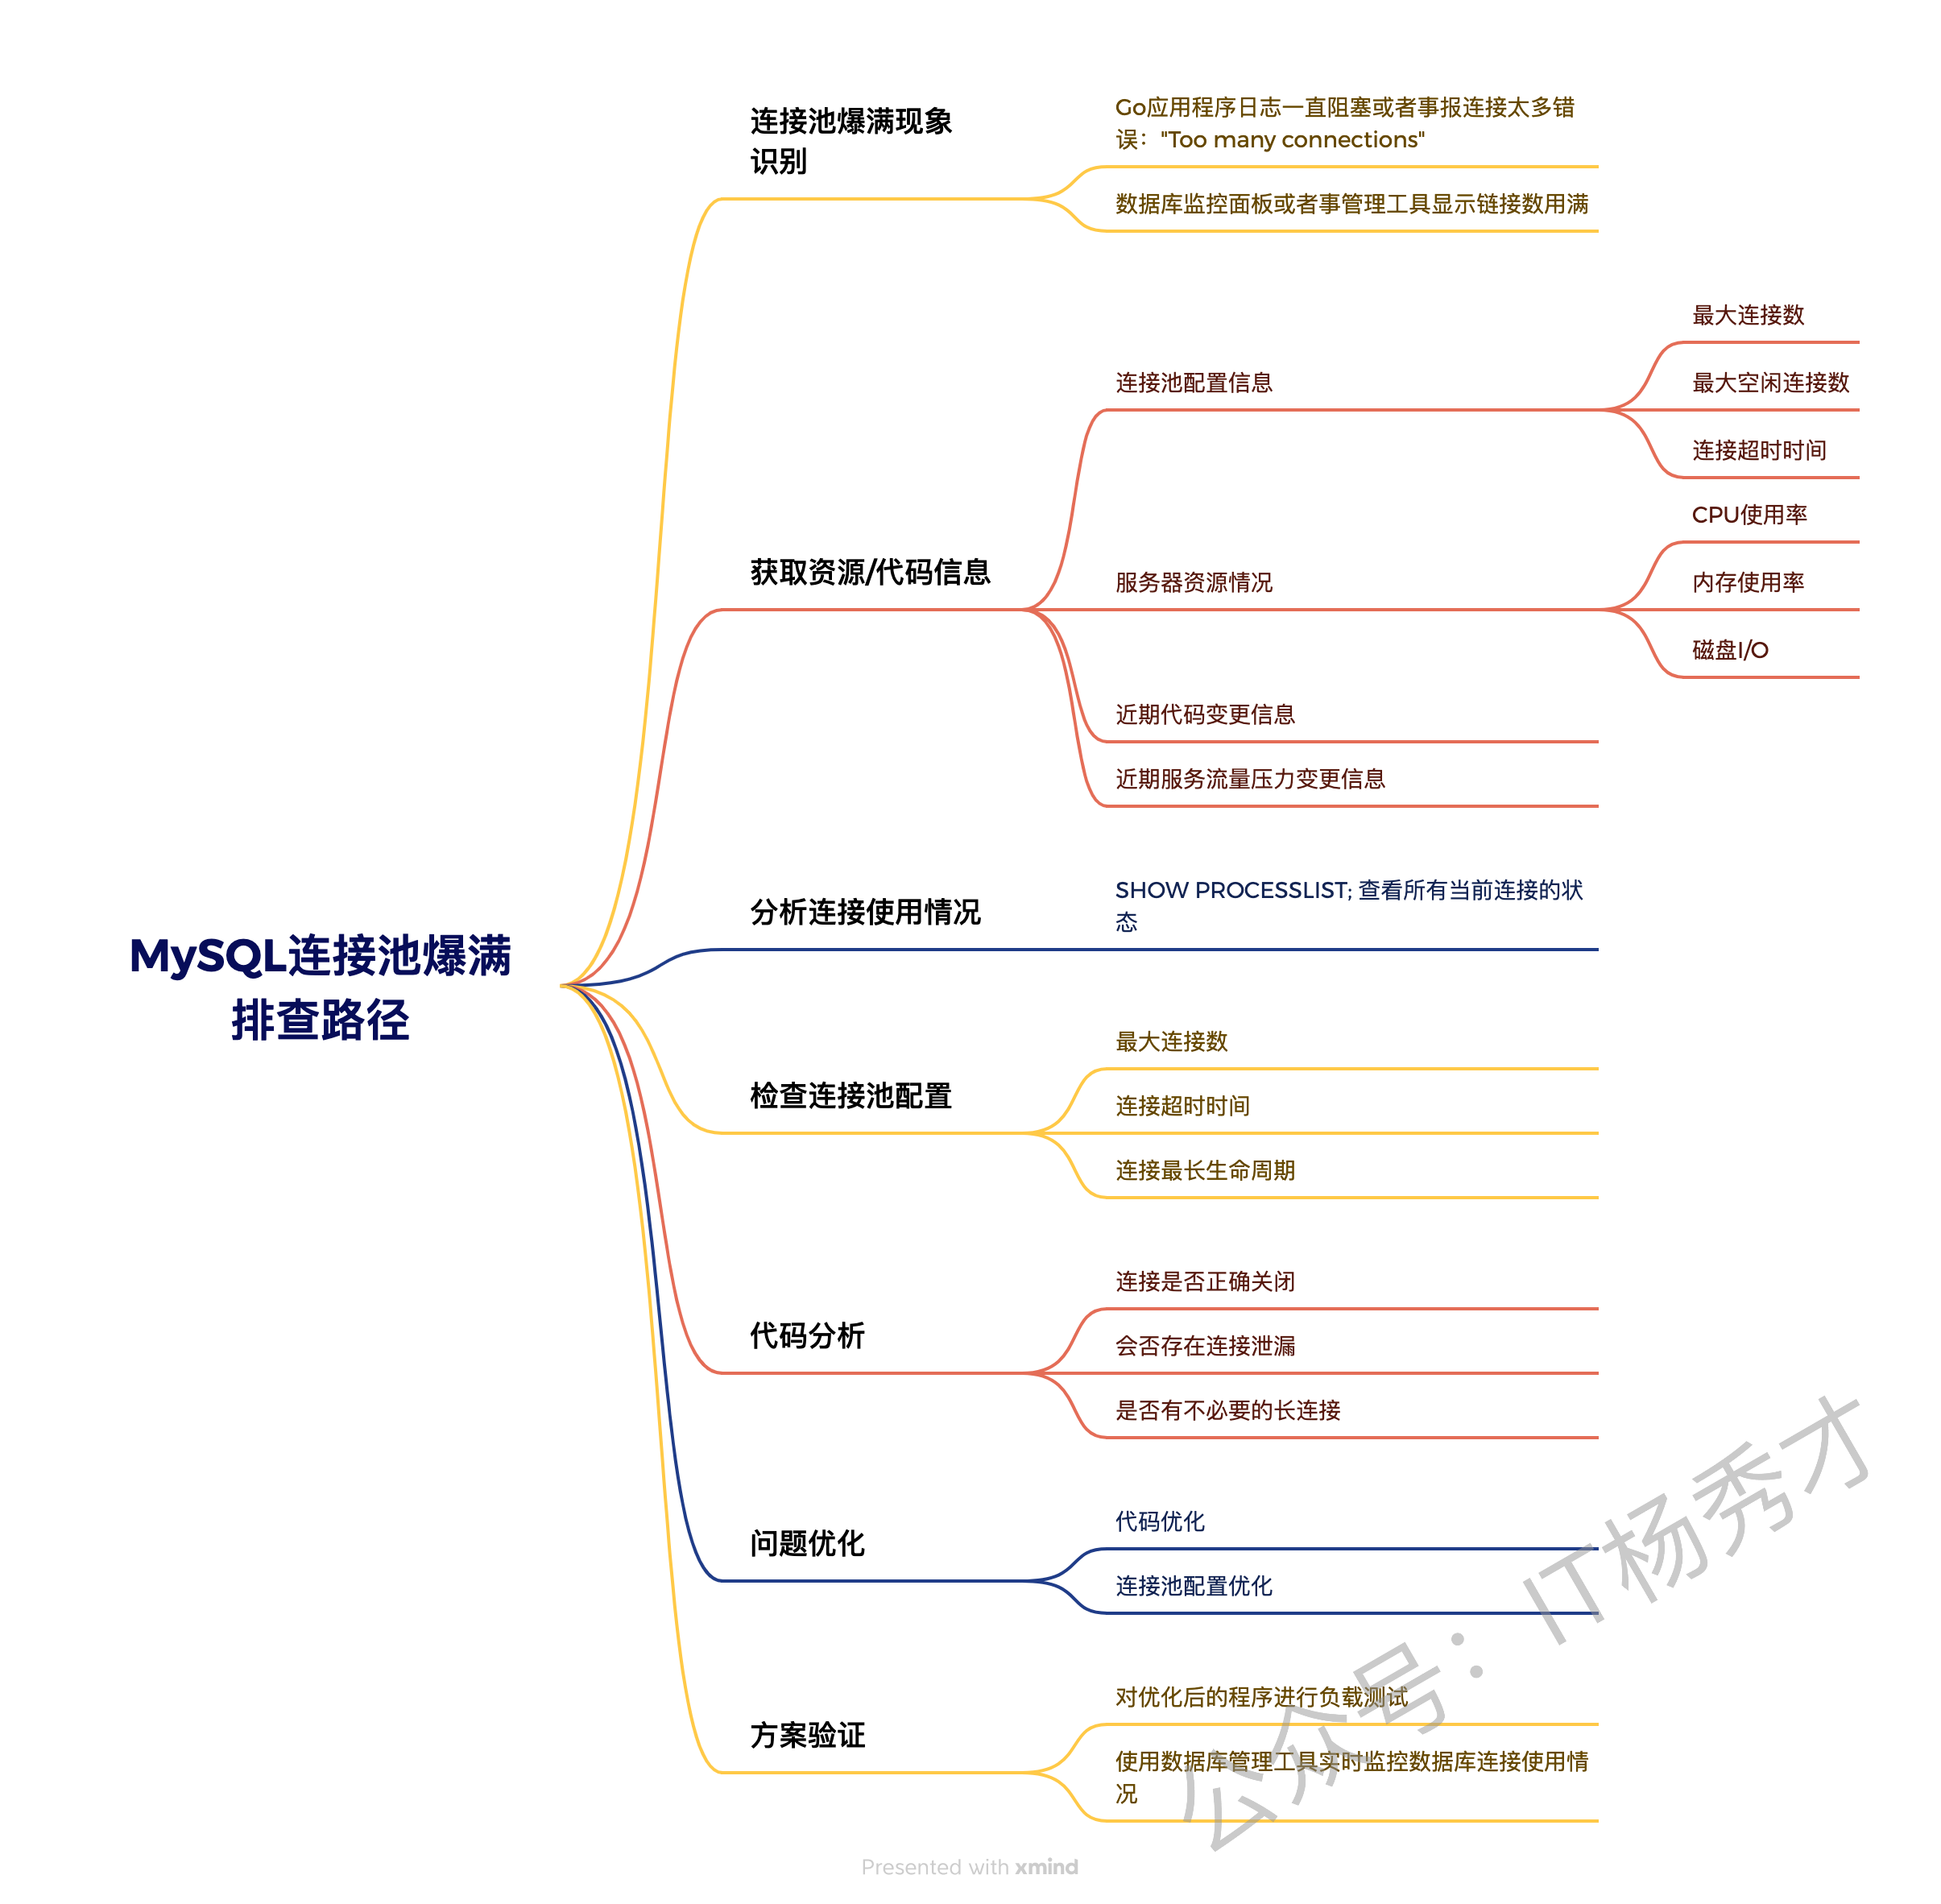 MySQL连接池爆满
排查路径
连接池爆满现象
识别
Go应用程序日志一直阻塞或者事报连接太多错
误："Too many connections"
数据库监控面板或者事管理工具显示链接数用满
获取资源/代码信息
连接池配置信息
最大连接数
最大空闲连接数
连接超时时间
服务器资源情况
CPU使用率
内存使用率
磁盘I/O
近期代码变更信息
近期服务流量压力变更信息
分析连接使用情况
SHOW PROCESSLIST; 查看所有当前连接的状
态
检查连接池配置
最大连接数
连接超时时间
连接最长生命周期
代码分析
连接是否正确关闭
会否存在连接泄漏
是否有不必要的长连接
问题优化
代码优化
连接池配置优化
方案验证
对优化后的程序进行负载测试
使用数据库管理工具实时监控数据库连接使用情
况
公众号：IT杨秀才
Presented with xmind